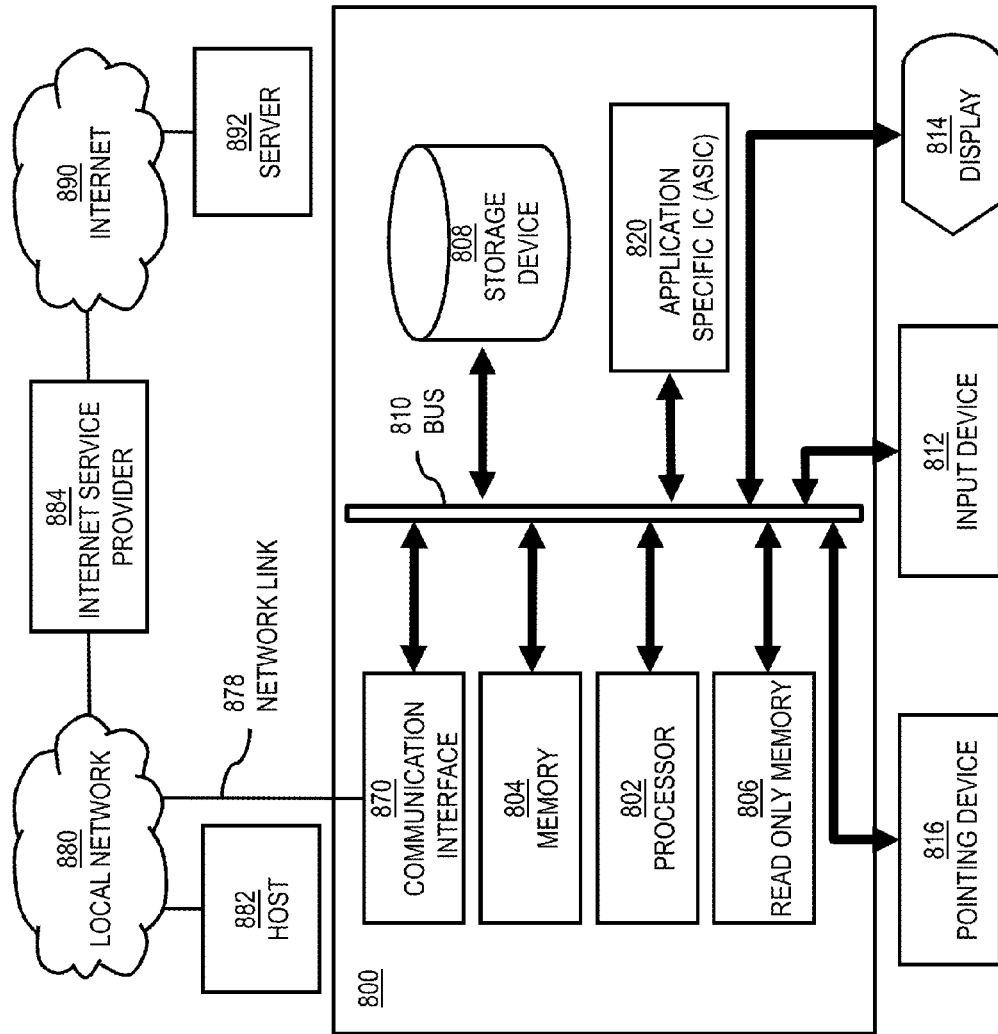 880
LOCAL NETWORK
884
INTERNET SERVICE
PROVIDER
890
INTERNET
882
HOST
878
NETWORK LINK
892
SERVER
800
870
COMMUNICATION
INTERFACE
804
MEMORY
802
PROCESSOR
806
READ ONLY MEMORY
810
BUS
808
STORAGE
DEVICE
820
APPLICATION
SPECIFIC IC (ASIC)
816
POINTING DEVICE
812
INPUT DEVICE
814
DISPLAY